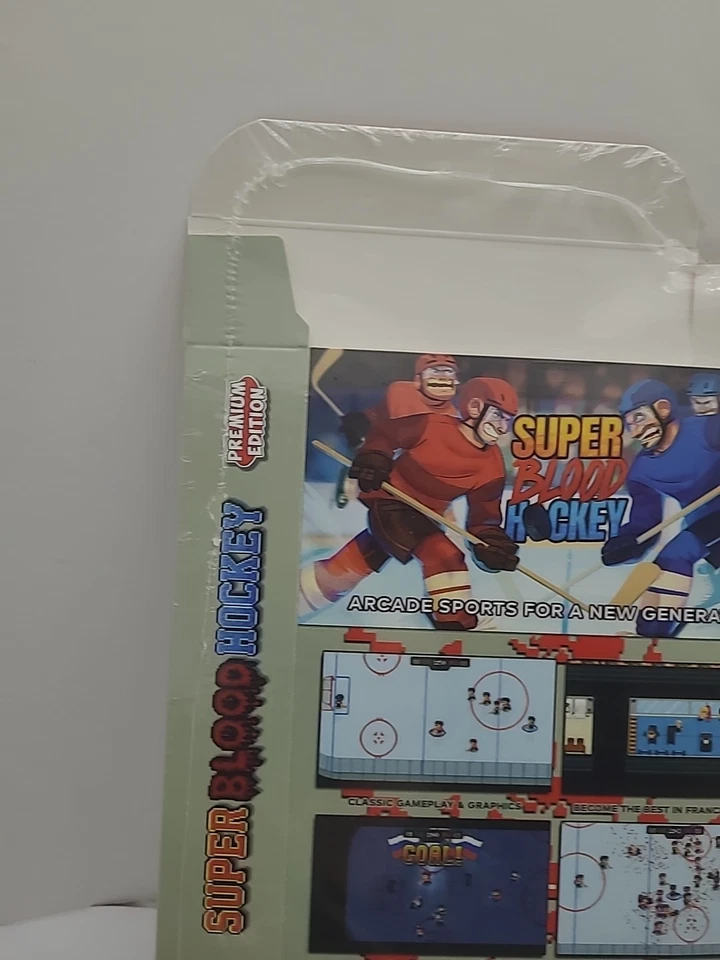 PREMIUM
EDITION
SUPER BLOOD HOCKEY
SUPER
BLOOD
HOCKEY
ARCADE SPORTS FOR A NEW GENERA
CLASSIC GAMEPLAY & GRAPHICS
BECOME THE BEST IN FRANC
GOAL!